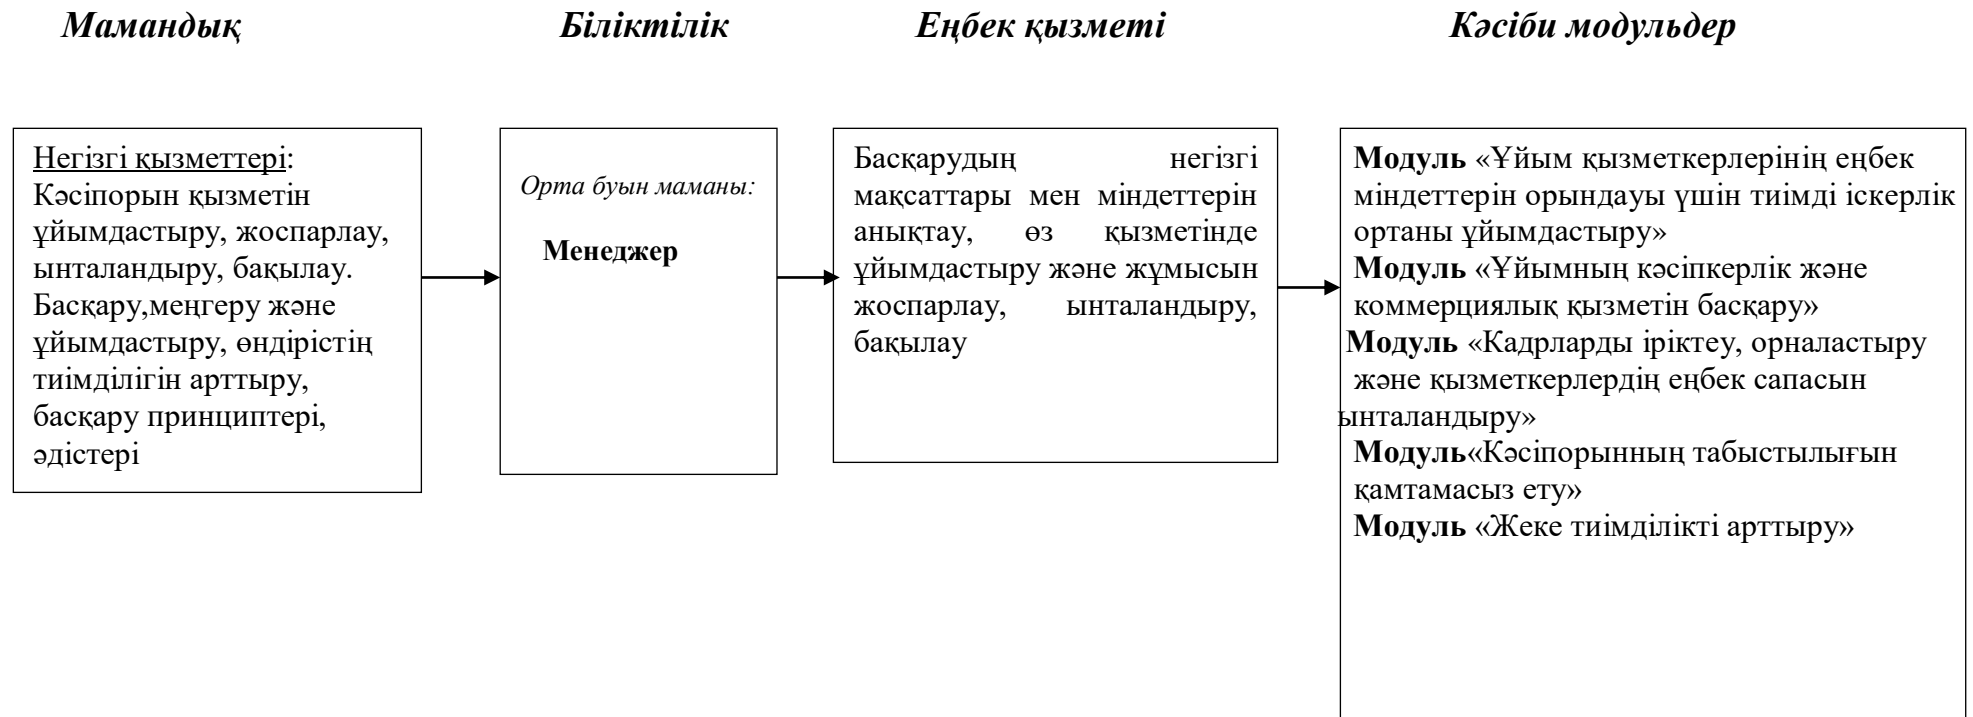 Мамандық
Біліктілік
Еңбек қызметі
Кәсіби модульдер
Негізгі қызметтері:
Кәсіпорын қызметін
ұйымдастыру, жоспарлау,
ынталандыру, бақылау.
Басқару,меңгеру және
ұйымдастыру, өндірістің
тиімділігін арттыру,
басқару принциптері,
әдістері
Орта буын маманы:
Менеджер
Басқарудың негізгі
мақсаттары мен міндеттерін
анықтау, өз қызметінде
ұйымдастыру және жұмысын
жоспарлау, ынталандыру,
бақылау
Модуль «Ұйым қызметкерлерінің еңбек
міндеттерін орындауы үшін тиімді іскерлік
ортаны ұйымдастыру»
Модуль «Ұйымның кәсіпкерлік және
коммерциялық қызметін басқару»
Модуль «Кадрларды іріктеу, орналастыру
және қызметкерлердің еңбек сапасын
ынталандыру»
Модуль«Кәсіпорынның табыстылығын
қамтамасыз ету»
Модуль «Жеке тиімділікті арттыру»